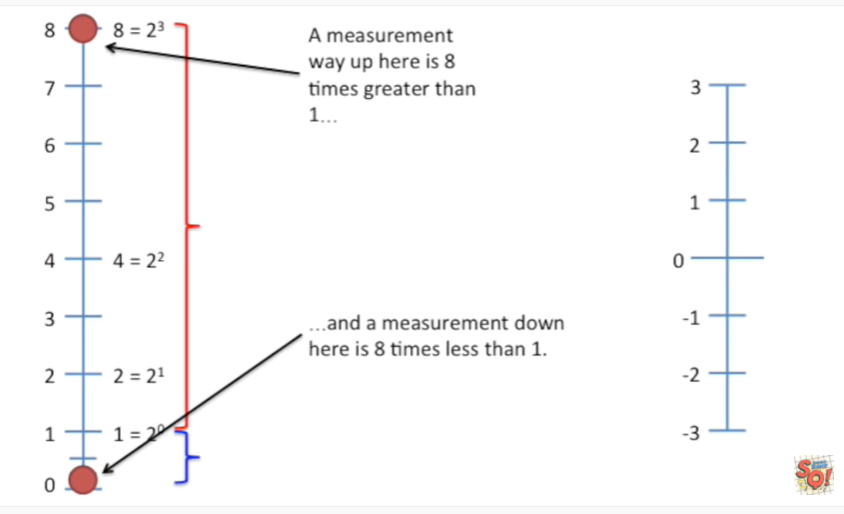 8
8 = 2³
7
6
5
4
4 = 2²
3
2
2 = 2¹
1
1 = 2⁰
0
A measurement
way up here is 8
times greater than
1...
...and a measurement down
here is 8 times less than 1.
3
2
1
0
-1
-2
-3
SQ!